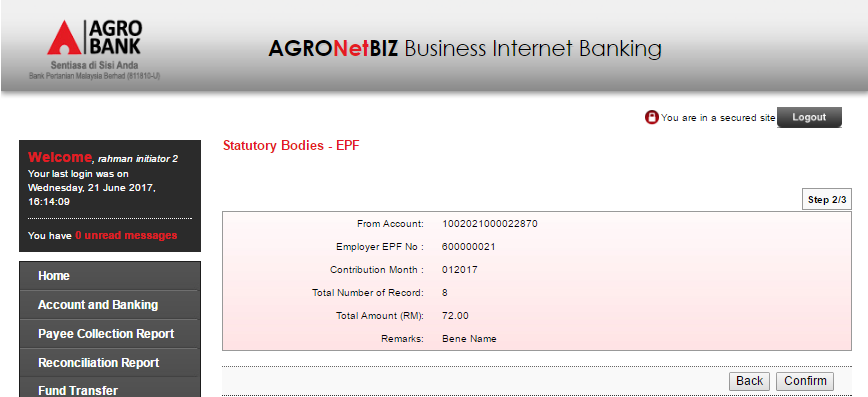 AGRO
BANK
Sentiasa di Sisi Anda
Bank Pertanian Malaysia Berhad (811810-U)
AGRONetBIZ Business Internet Banking
You are in a secured site
Logout
Welcome, rahman initiator 2
Your last login was on
Wednesday, 21 June 2017,
16:14:09
You have 0 unread messages
Home
Account and Banking
Payee Collection Report
Reconciliation Report
Fund Transfer
Statutory Bodies - EPF
Step 2/3
From Account: 1002021000022870
Employer EPF No : 600000021
Contribution Month : 012017
Total Number of Record: 8
Total Amount (RM): 72.00
Remarks: Bene Name
Back Confirm